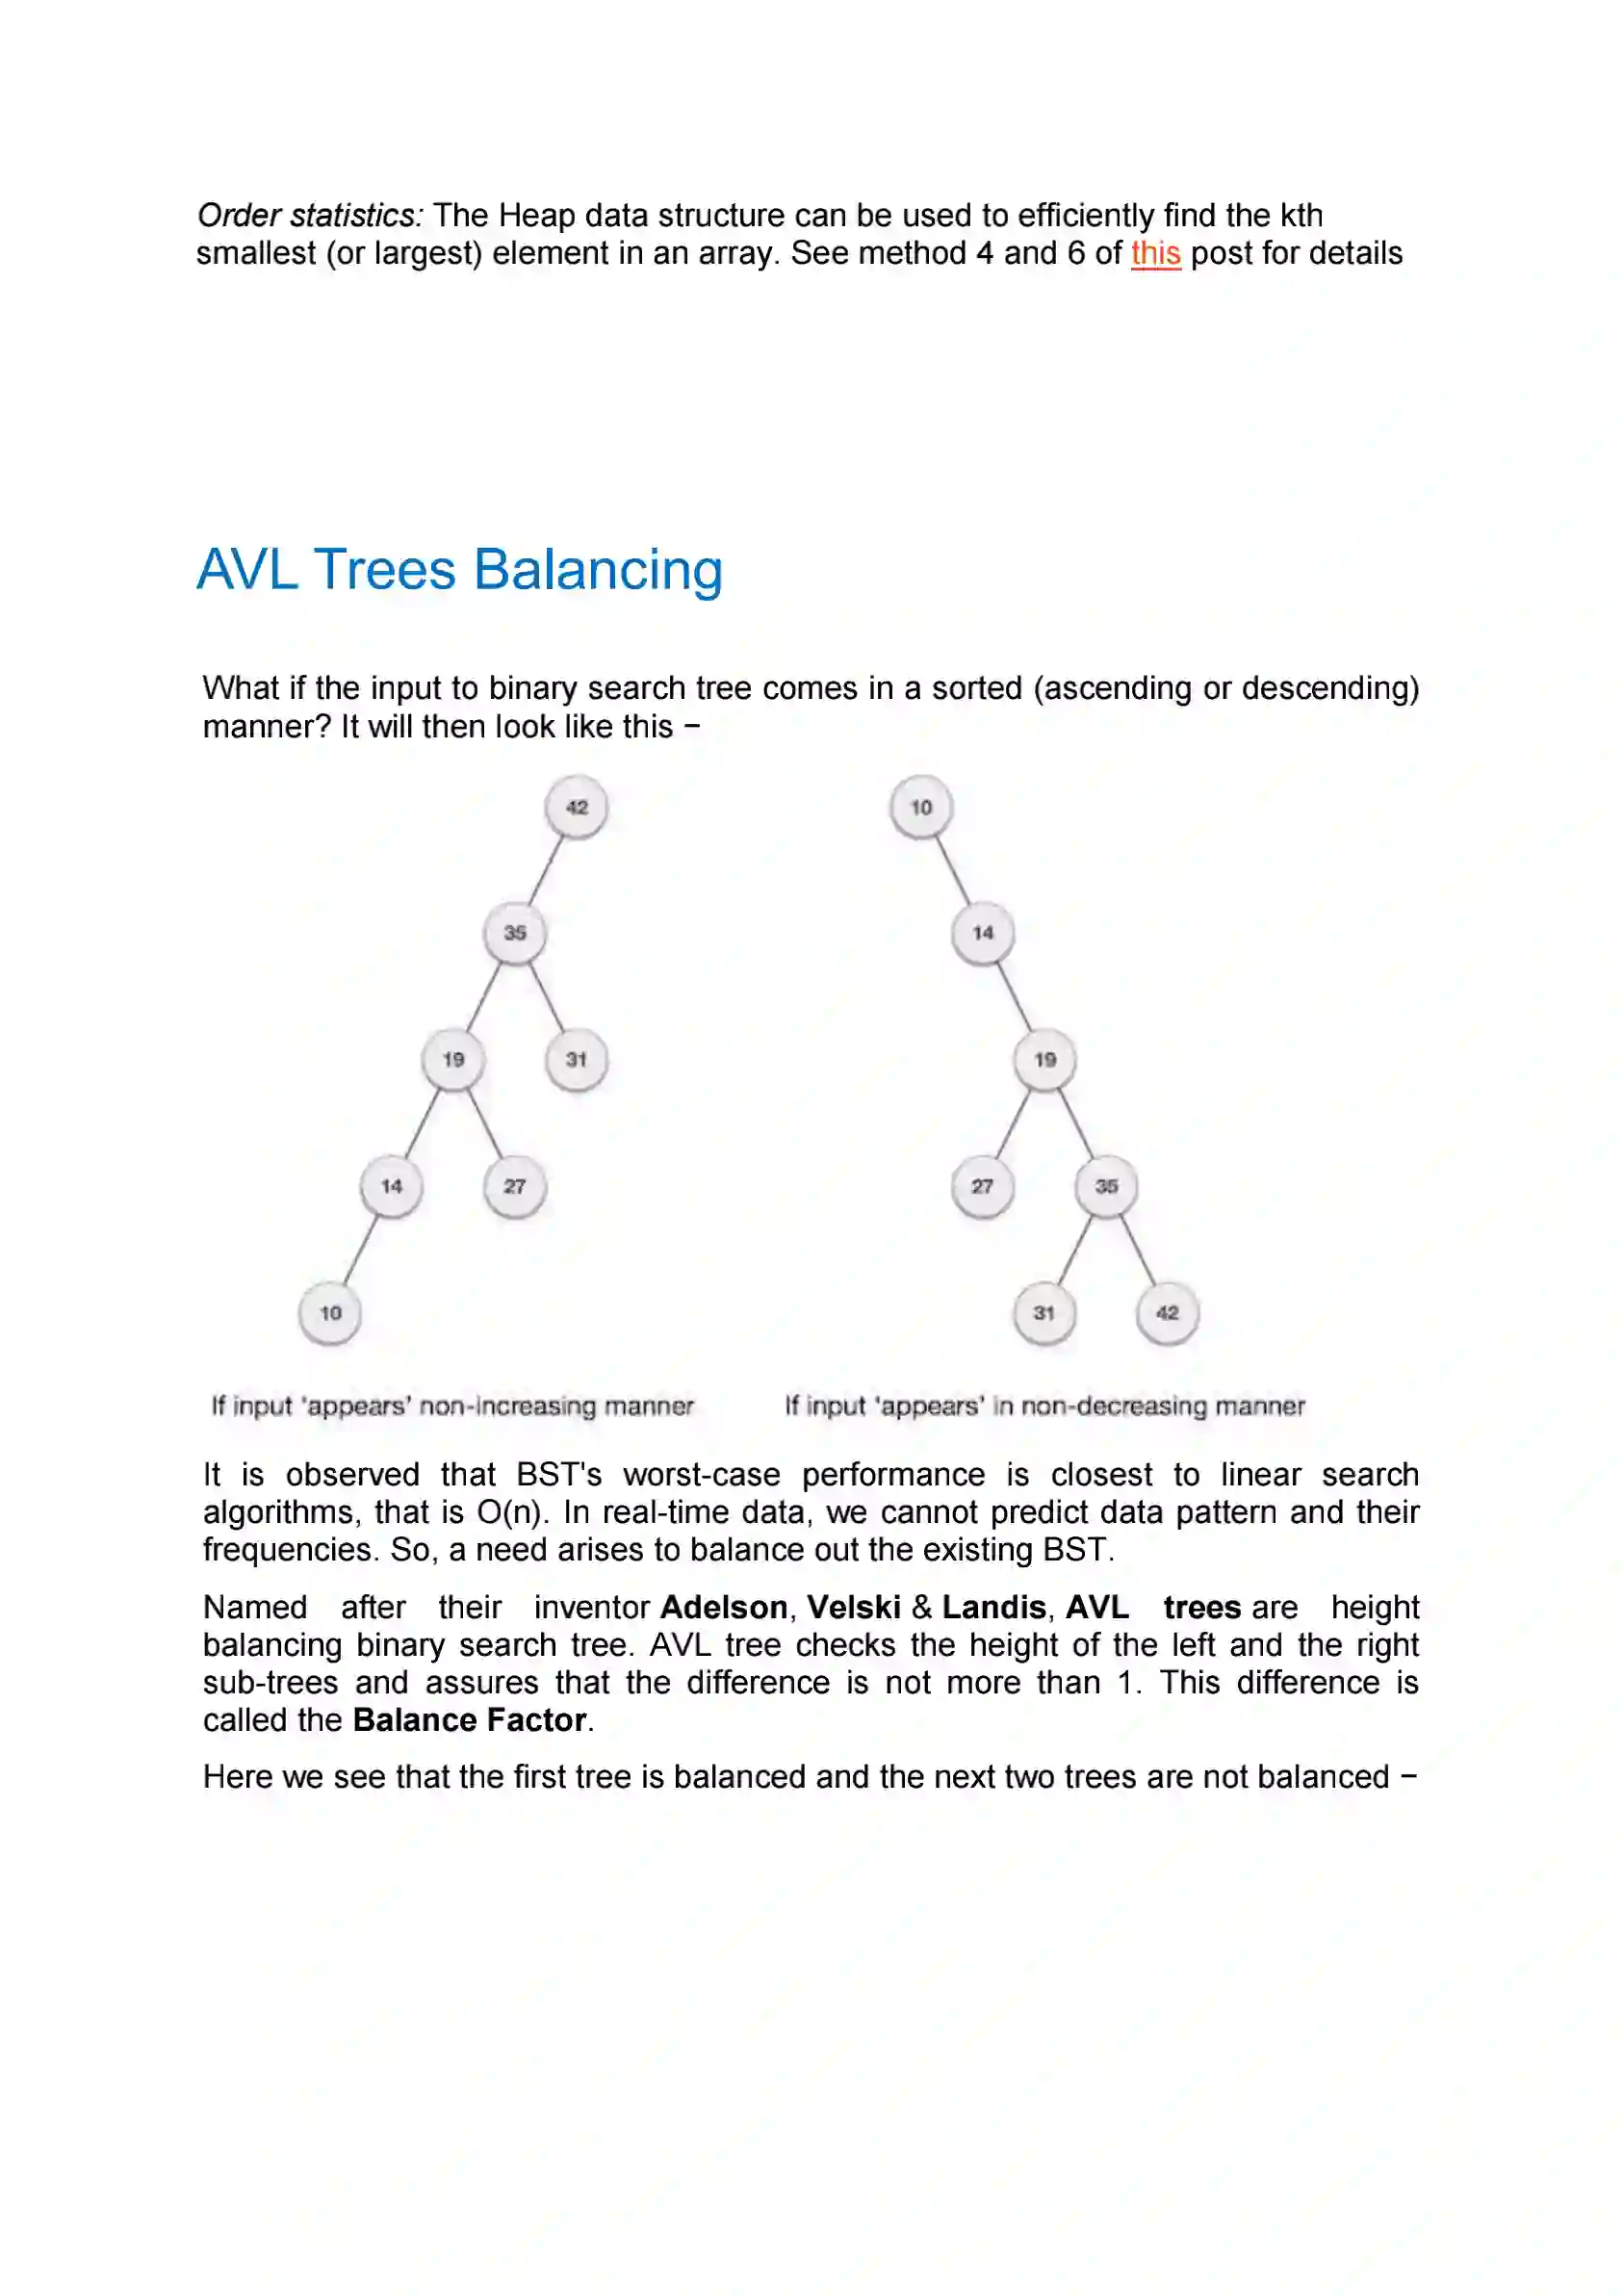 Order statistics: The Heap data structure can be used to efficiently find the kth
smallest (or largest) element in an array. See method 4 and 6 of this post for details
AVL Trees Balancing
What if the input to binary search tree comes in a sorted (ascending or descending)
manner? It will then look like this −
42
35
19
31
14
27
10
10
14
19
27
35
31
42
If input 'appears' non-increasing manner
If input 'appears' in non-decreasing manner
It is observed that BST's worst-case performance is closest to linear search
algorithms, that is Ο(n). In real-time data, we cannot predict data pattern and their
frequencies. So, a need arises to balance out the existing BST.
Named after their inventor Adelson, Velski & Landis, AVL trees are height
balancing binary search tree. AVL tree checks the height of the left and the right
sub-trees and assures that the difference is not more than 1. This difference is
called the Balance Factor.
Here we see that the first tree is balanced and the next two trees are not balanced −